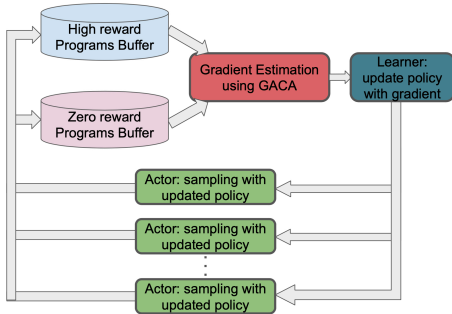 High reward
Programs Buffer
Gradient Estimation
using GACA
Learner:
update policy
with gradient
Zero reward
Programs Buffer
Actor: sampling with
updated policy
Actor: sampling with
updated policy
Actor: sampling with
updated policy